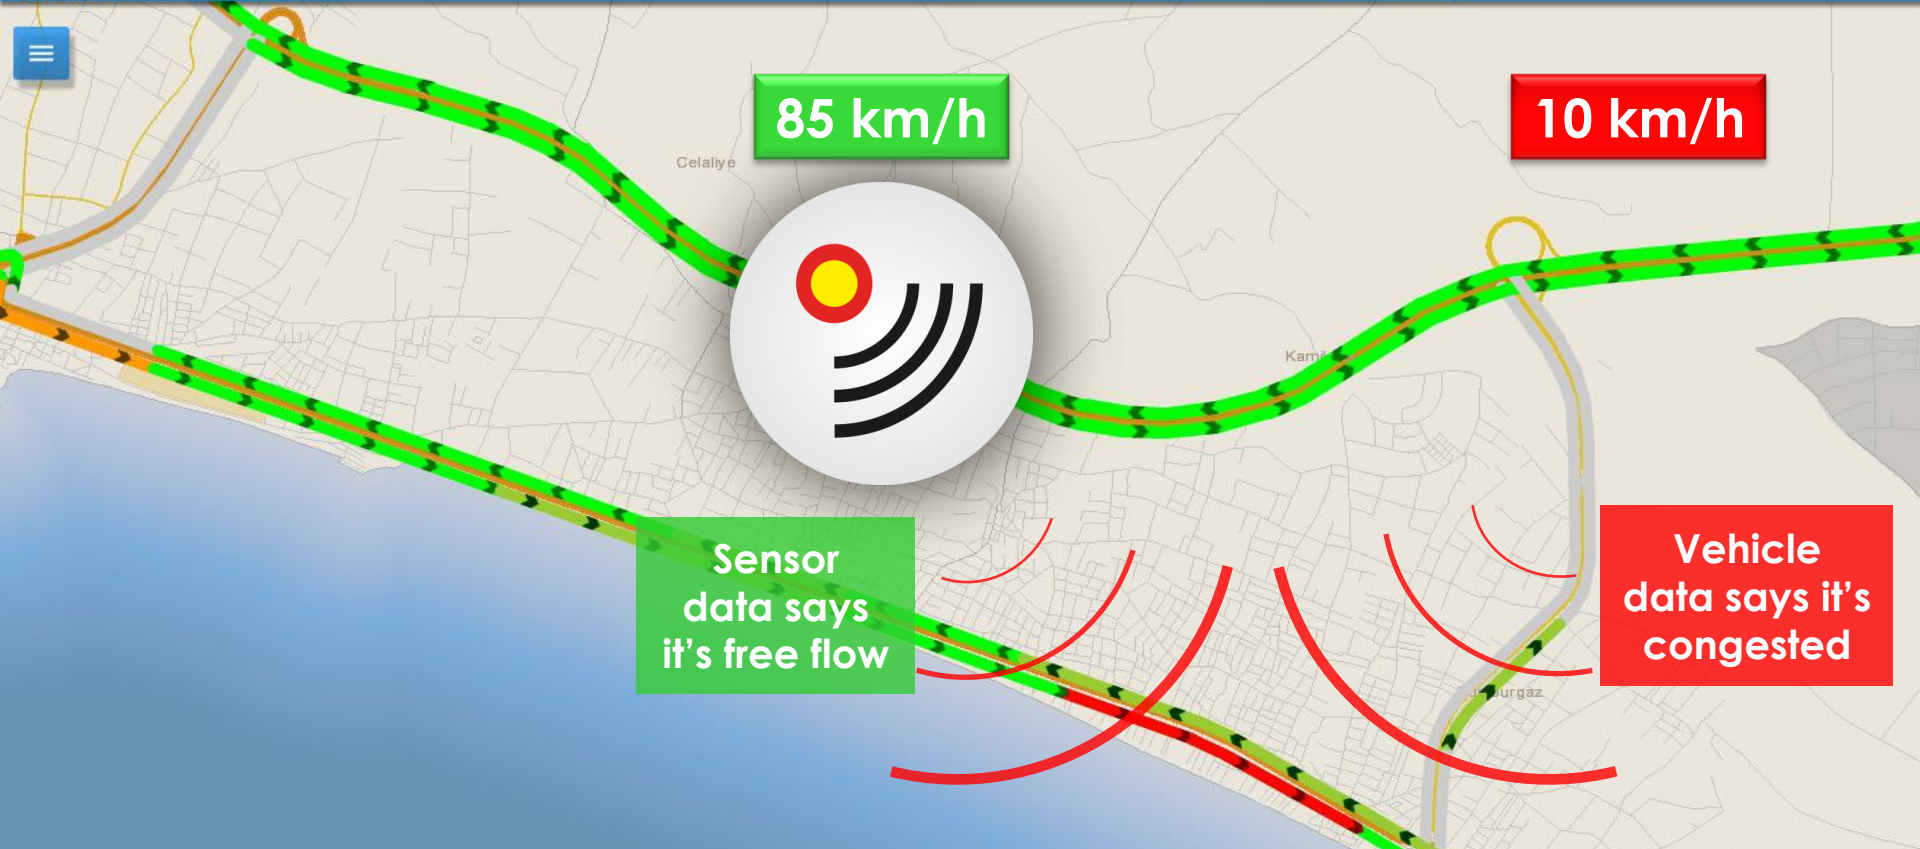 85 km/h
10 km/h
Celaliye
Sensor
data says
it's free flow
Vehicle
data says it's
congested